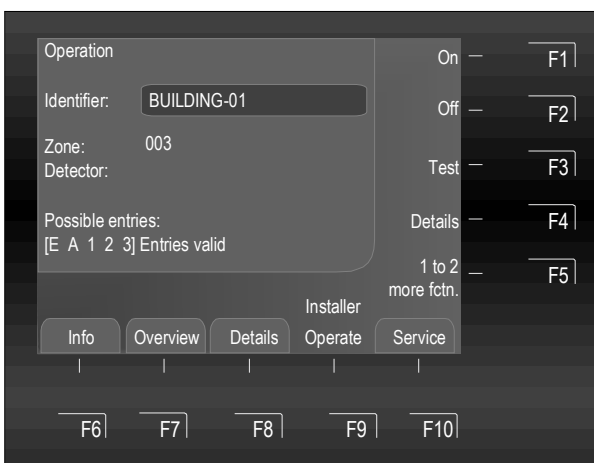 Operation
On — F1
Identifier: BUILDING-01
Off — F2
Zone: 003
Detector:
Test — F3
Possible entries:
[E A 1 2 3] Entries valid
Details — F4
1 to 2
more fctn. — F5
Installer
Info Overview Details Operate Service
F6 F7 F8 F9 F10